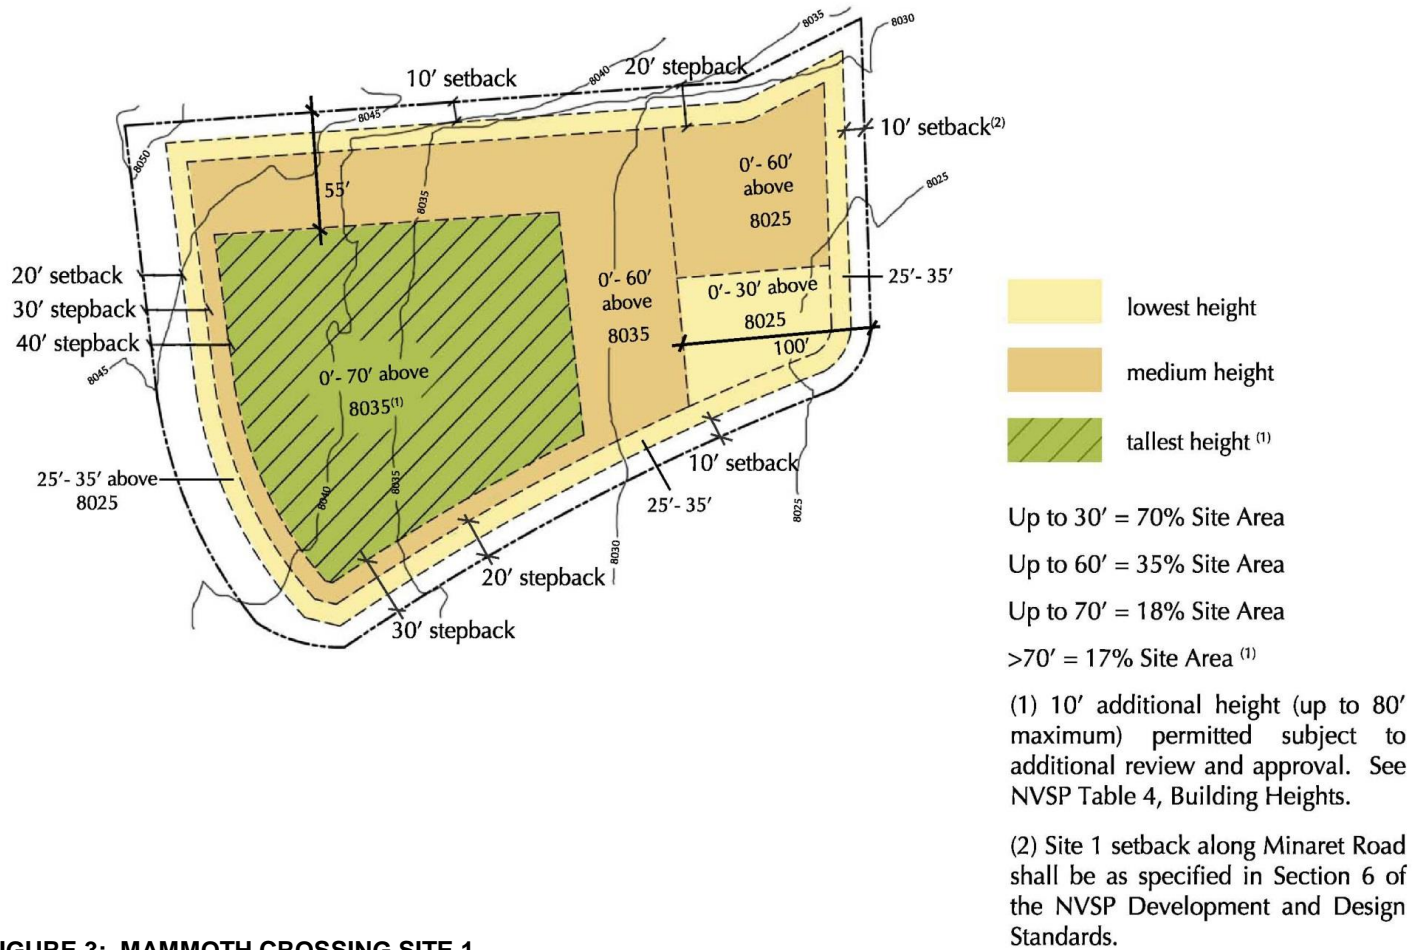 8035
8030
10' setback
8040
20' stepback
8045
10' setback(2)
8050
0'- 60'
above
8025
8025
55'
8035
20' setback
30' stepback
40' stepback
0'- 60'
above
8035
0'- 30' above
8025
25'- 35'
100'
8045
0'- 70' above
8035(1)
25'- 35' above
8025
8040
8035
10' setback
25'- 35'
8025
8030
20' stepback
30' stepback
lowest height
medium height
tallest height (1)
Up to 30' = 70% Site Area
Up to 60' = 35% Site Area
Up to 70' = 18% Site Area
>70' = 17% Site Area (1)
(1) 10' additional height (up to 80'
maximum) permitted subject to
additional review and approval. See
NVSP Table 4, Building Heights.
(2) Site 1 setback along Minaret Road
shall be as specified in Section 6 of
the NVSP Development and Design
Standards.
FIGURE 3: MAMMOTH CROSSING SITE 1